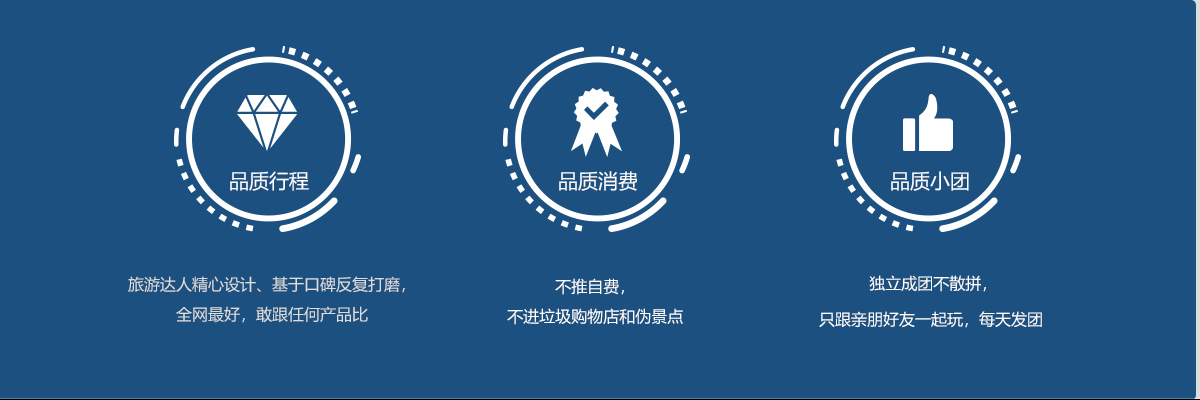 品质行程
旅游达人精心设计、基于口碑反复打磨，
全网最好，敢跟任何产品比
品质消费
不推自费，
不进垃圾购物店和伪景点
品质小团
独立成团不散拼，
只跟亲朋好友一起玩，每天发团